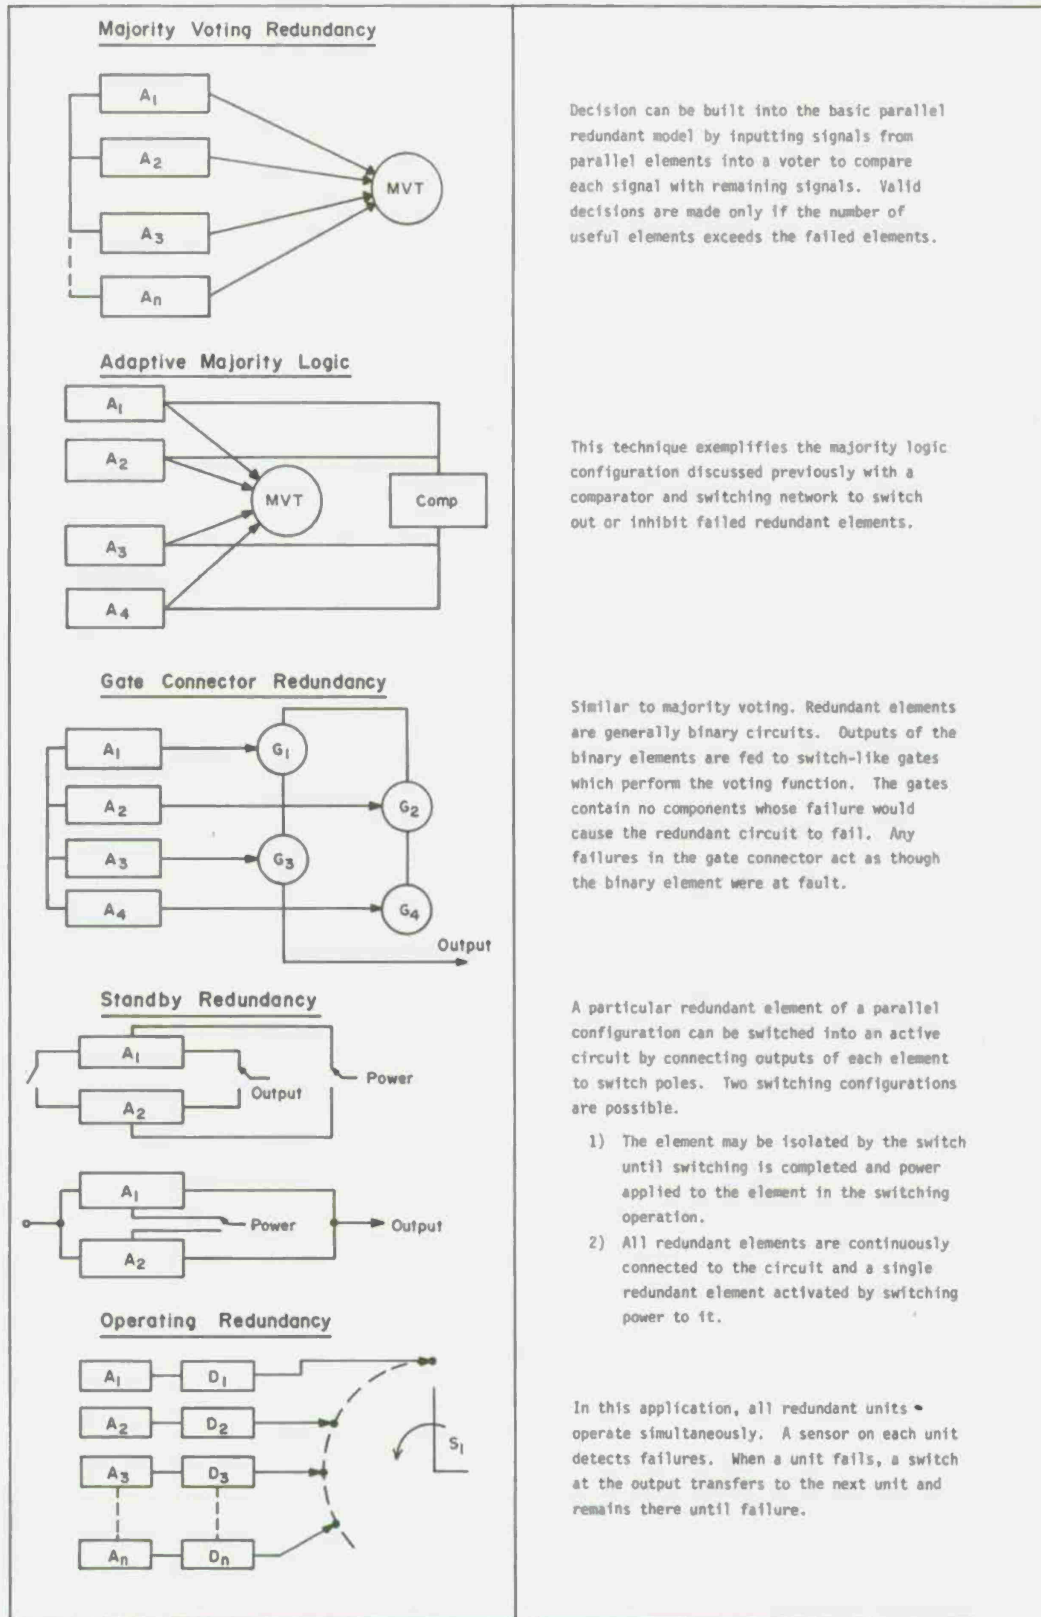 Majority Voting Redundancy
A1
A2
A3
An
MVT
Decision can be built into the basic parallel
redundant model by inputting signals from
parallel elements into a voter to compare
each signal with remaining signals. Valid
decisions are made only if the number of
useful elements exceeds the failed elements.
Adaptive Majority Logic
A1
A2
A3
A4
MVT
Comp
This technique exemplifies the majority logic
configuration discussed previously with a
comparator and switching network to switch
out or inhibit failed redundant elements.
Gate Connector Redundancy
A1
A2
A3
A4
G1
G2
G3
G4
Output
Similar to majority voting. Redundant elements
are generally binary circuits. Outputs of the
binary elements are fed to switch-like gates
which perform the voting function. The gates
contain no components whose failure would
cause the redundant circuit to fail. Any
failures in the gate connector act as though
the binary element were at fault.
Standby Redundancy
A1
A2
Output
Power
A1
A2
Power
Output
A particular redundant element of a parallel
configuration can be switched into an active
circuit by connecting outputs of each element
to switch poles. Two switching configurations
are possible.
1) The element may be isolated by the switch
until switching is completed and power
applied to the element in the switching
operation.
2) All redundant elements are continuously
connected to the circuit and a single
redundant element activated by switching
power to it.
Operating Redundancy
A1
D1
A2
D2
A3
D3
An
Dn
S1
In this application, all redundant units
operate simultaneously. A sensor on each unit
detects failures. When a unit fails, a switch
at the output transfers to the next unit and
remains there until failure.